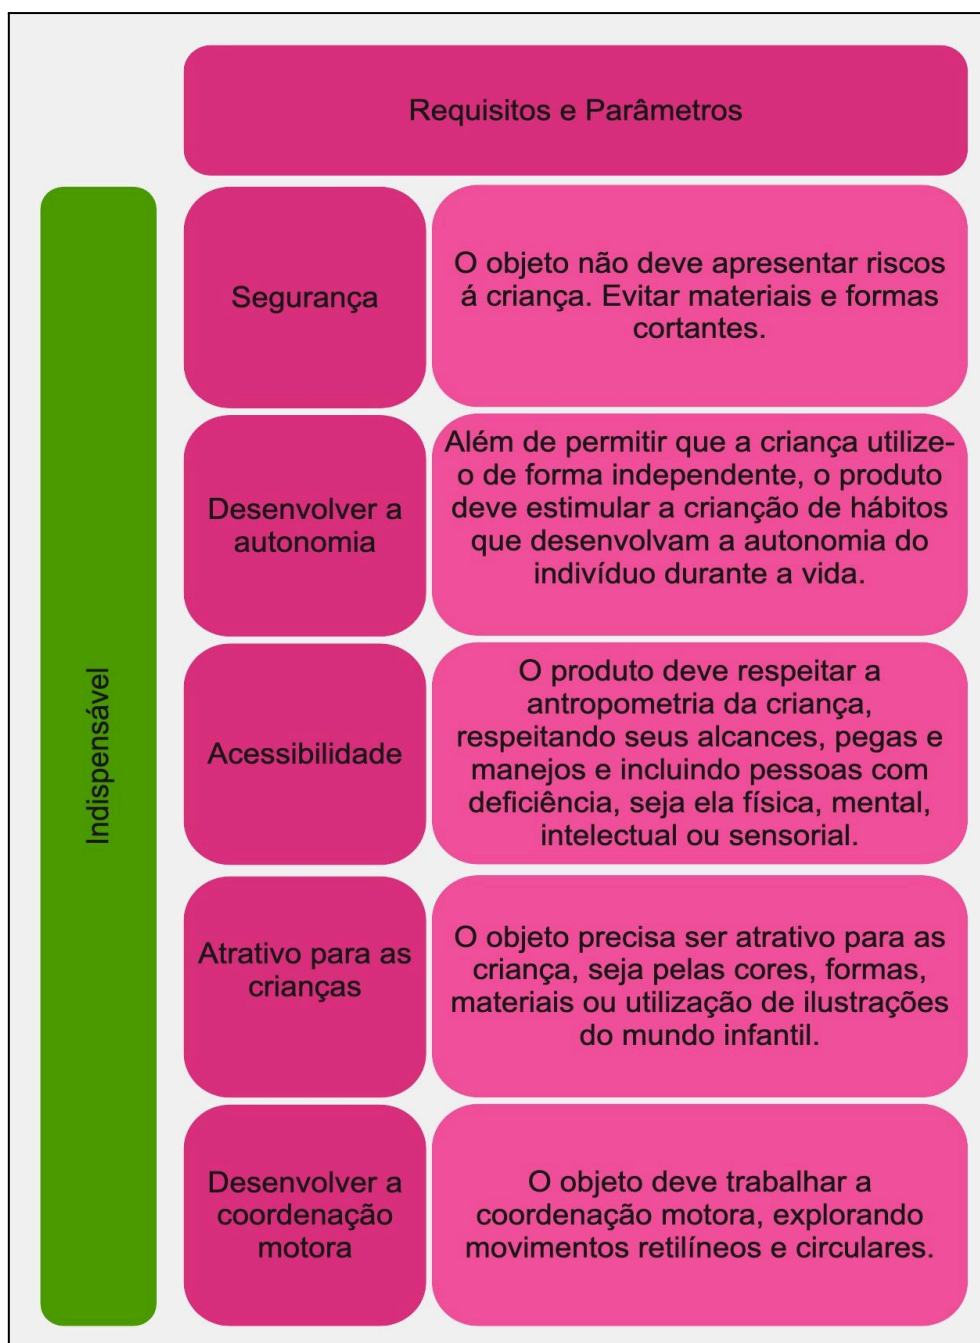 Requisitos e Parâmetros
Indispensável
Segurança
O objeto não deve apresentar riscos
á criança. Evitar materiais e formas
cortantes.
Desenvolver a
autonomia
Além de permitir que a criança utilize-
o de forma independente, o produto
deve estimular a crianção de hábitos
que desenvolvam a autonomia do
indivíduo durante a vida.
Acessibilidade
O produto deve respeitar a
antropometria da criança,
respeitando seus alcances, pegas e
manejos e incluindo pessoas com
deficiência, seja ela física, mental,
intelectual ou sensorial.
Atrativo para as
crianças
O objeto precisa ser atrativo para as
criança, seja pelas cores, formas,
materiais ou utilização de ilustrações
do mundo infantil.
Desenvolver a
coordenação
motora
O objeto deve trabalhar a
coordenação motora, explorando
movimentos retilíneos e circulares.